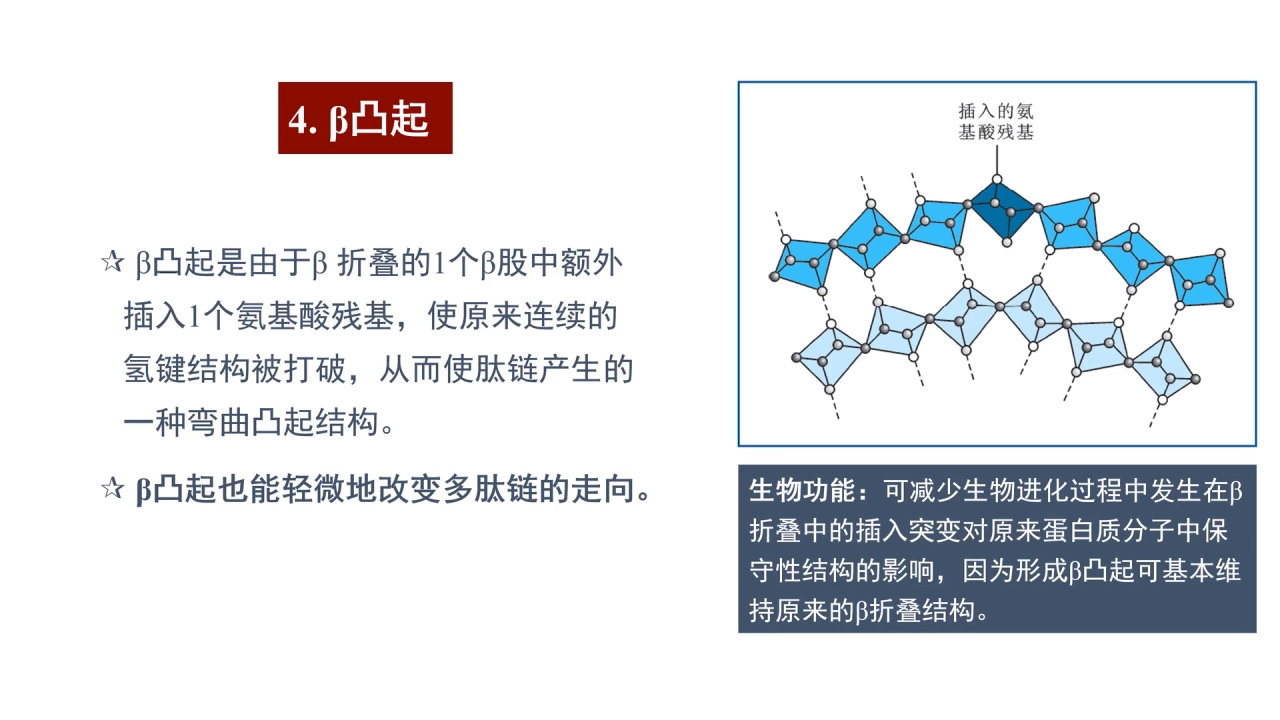 4. β凸起
☆ β凸起是由于β 折叠的1个β股中额外
插入1个氨基酸残基，使原来连续的
氢键结构被打破，从而使肽链产生的
一种弯曲凸起结构。
☆ β凸起也能轻微地改变多肽链的走向。
插入的氨
基酸残基
生物功能：可减少生物进化过程中发生在β
折叠中的插入突变对原来蛋白质分子中保
守性结构的影响，因为形成β凸起可基本维
持原来的β折叠结构。